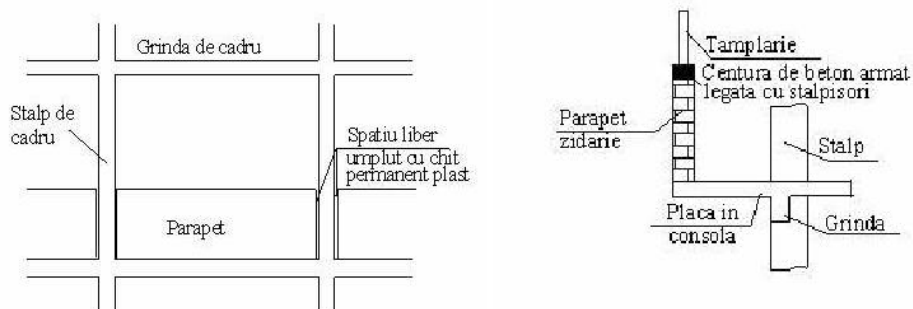 Grinda de cadru
Stalp de
cadru
Spatiu liber
umplut cu chit
permanent plast
Parapet
Tamplarie
Centura de beton armat
legata cu stalpisori
Parapet
zidarie
Stalp
Placa in
consola
Grinda